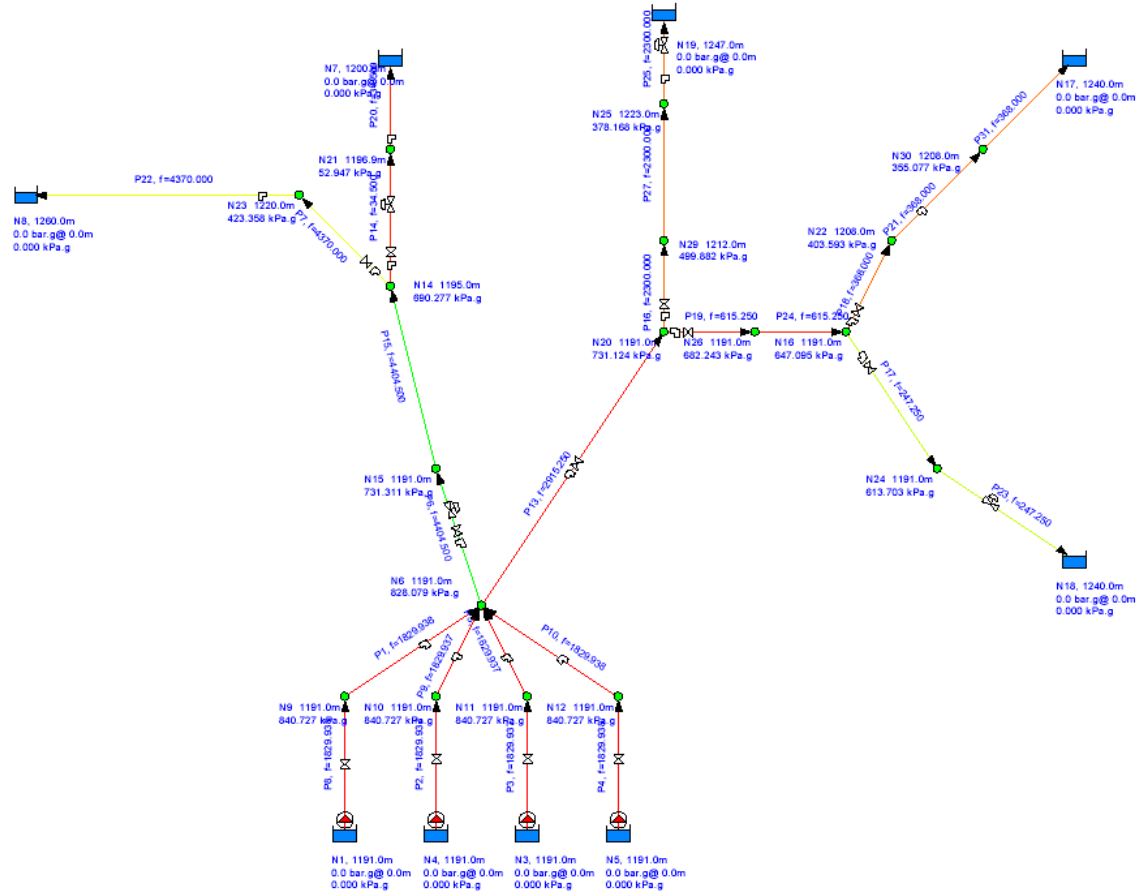 N19, 1247.0m
0.0 bar.g@ 0.0m
0.000 kPa.g
P25, f=2300.000
N7, 1200.0m
0.0 bar.g@ 0.0m
0.000 kPa.g
P20,
N17, 1240.0m
0.0 bar.g@ 0.0m
0.000 kPa.g
P31, f=368.000
N25 1223.0m
378.168 kPa.g
N21 1196.9m
52.947 kPa.g
N30 1208.0m
355.077 kPa.g
P22, f=4370.000
P14, f=34.500
P27, f=2300.000
P21, f=368.000
N8, 1260.0m
0.0 bar.g@ 0.0m
0.000 kPa.g
N23 1220.0m
423.358 kPa.g
P7, f=4370.000
N29 1212.0m
499.882 kPa.g
N22 1208.0m
403.593 kPa.g
N14 1195.0m
690.277 kPa.g
P16, f=2300.000
P18, f=368.000
P19, f=615.250
P24, f=615.250
N20 1191.0m
731.124 kPa.g
N26 1191.0m
682.243 kPa.g
N16 1191.0m
647.095 kPa.g
P15, f=4404.500
P17, f=247.250
N15 1191.0m
731.311 kPa.g
P13, f=2915.250
N24 1191.0m
613.703 kPa.g
P23, f=247.250
P6, f=4404.500
N6 1191.0m
828.079 kPa.g
N18, 1240.0m
0.0 bar.g@ 0.0m
0.000 kPa.g
P1, f=1829.938
P9, f=1829.937
f=1829.937
P10, f=1829.938
N9 1191.0m
840.727 kPa.g
N10 1191.0m
840.727 kPa.g
N11 1191.0m
840.727 kPa.g
N12 1191.0m
840.727 kPa.g
P8, f=1829.938
P2,
P3,
P4,
N1, 1191.0m
0.0 bar.g@ 0.0m
0.000 kPa.g
N4, 1191.0m
0.0 bar.g@ 0.0m
0.000 kPa.g
N3, 1191.0m
0.0 bar.g@ 0.0m
0.000 kPa.g
N5, 1191.0m
0.0 bar.g@ 0.0m
0.000 kPa.g